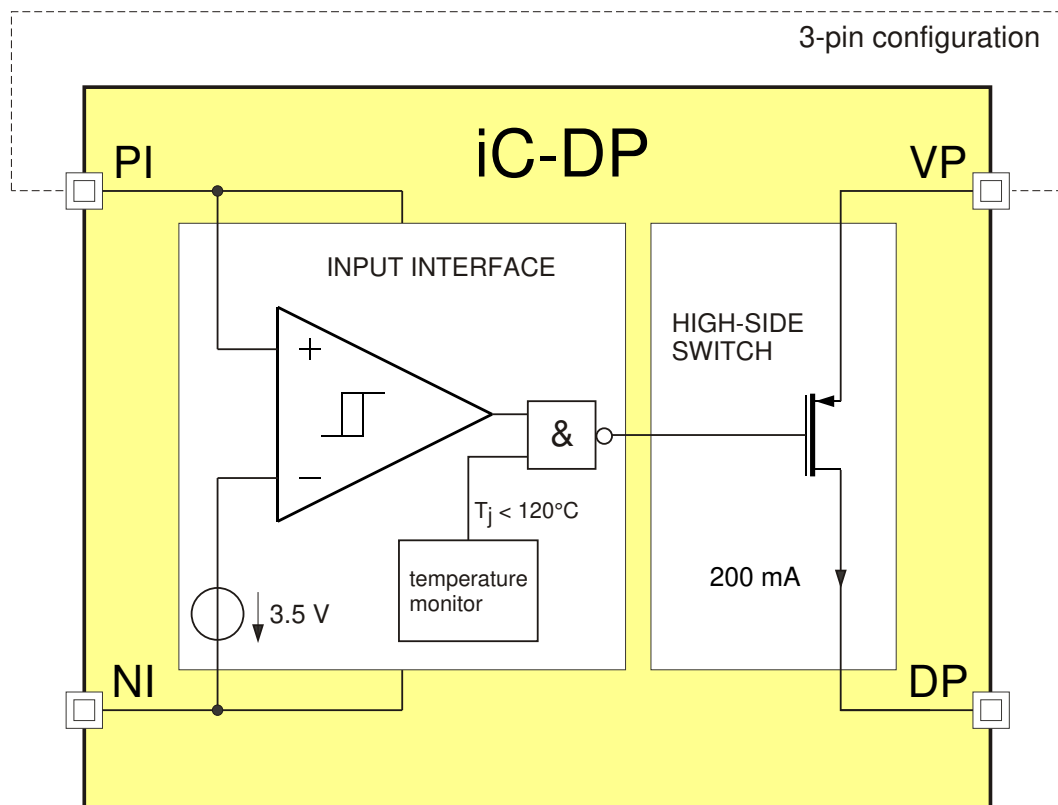 3-pin configuration
iC-DP
PI
VP
INPUT INTERFACE
HIGH-SIDE
SWITCH
+
&
−
Tj < 120°C
temperature
monitor
200 mA
3.5 V
NI
DP